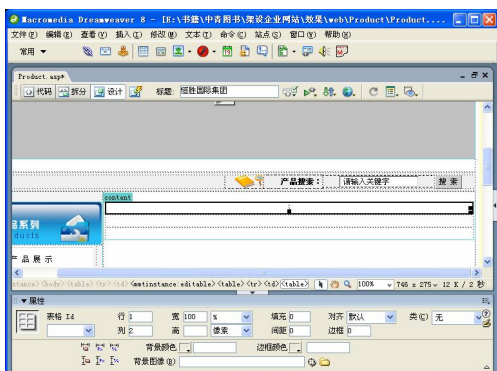 Macromedia Dreamweaver 8 - [E:\书籍\中青图书\架设企业网站\效果\web\Product\Product....
文件(F) 编辑(E) 查看(V) 插入(I) 修改(M) 文本(T) 命令(C) 站点(S) 窗口(W) 帮助(H)
常用
Product.asp*
代码 拆分 设计 标题: 恒胜国际集团
产品搜索： 请输入关键字 搜 索
content
品系列
ducts
产 品 展 示
<body> <table> <tr> <td> <mmtinstance:editable> <table> <tr> <td> <table> 100% 746 x 275 12 K / 2 秒
属性
表格 Id 行 1 宽 100 % 填充 0 对齐 默认 类(C) 无
列 2 高 像素 间距 0 边框 0
背景颜色 边框颜色
背景图像(B)